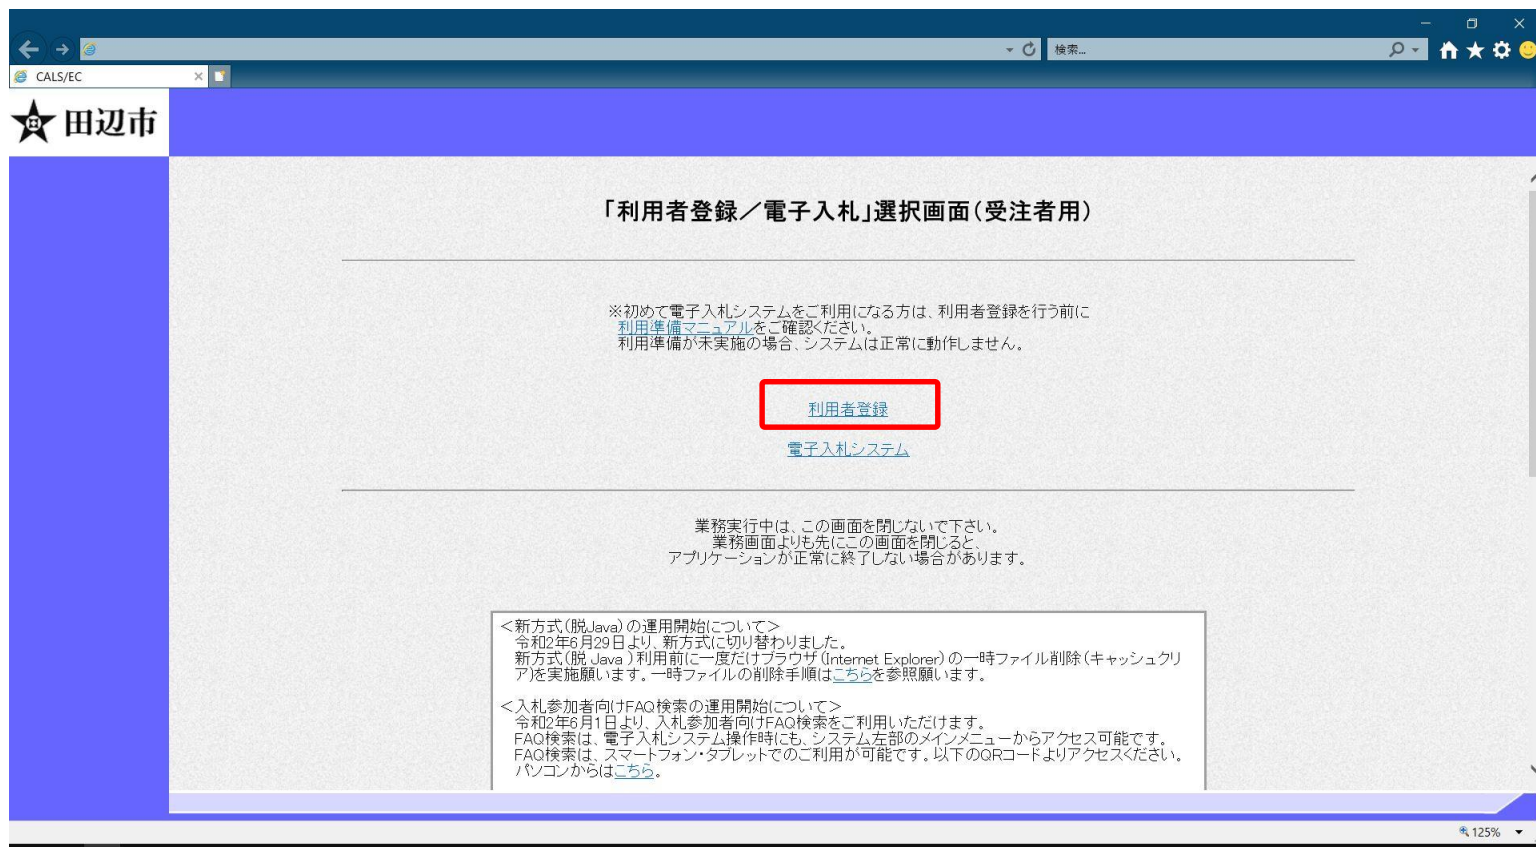 検索...
CALS/EC
田辺市
「利用者登録／電子入札」選択画面（受注者用）
※初めて電子入札システムをご利用になる方は、利用者登録を行う前に
利用準備マニュアルをご確認ください。
利用準備が未実施の場合、システムは正常に動作しません。
利用者登録
電子入札システム
業務実行中は、この画面を閉じないで下さい。
業務画面よりも先にこの画面を閉じると、
アプリケーションが正常に終了しない場合があります。
＜新方式（脱Java）の運用開始について＞
令和2年6月29日より、新方式に切り替わりました。
新方式（脱 Java ）利用前に一度だけブラウザ（Internet Explorer）の一時ファイル削除（キャッシュクリ
ア）を実施願います。一時ファイルの削除手順はこちらを参照願います。
＜入札参加者向けFAQ検索の運用開始について＞
令和2年6月1日より、入札参加者向けFAQ検索をご利用いただけます。
FAQ検索は、電子入札システム操作時にも、システム左部のメインメニューからアクセス可能です。
FAQ検索は、スマートフォン・タブレットでのご利用が可能です。以下のQRコードよりアクセスください。
パソコンからはこちら。
125%